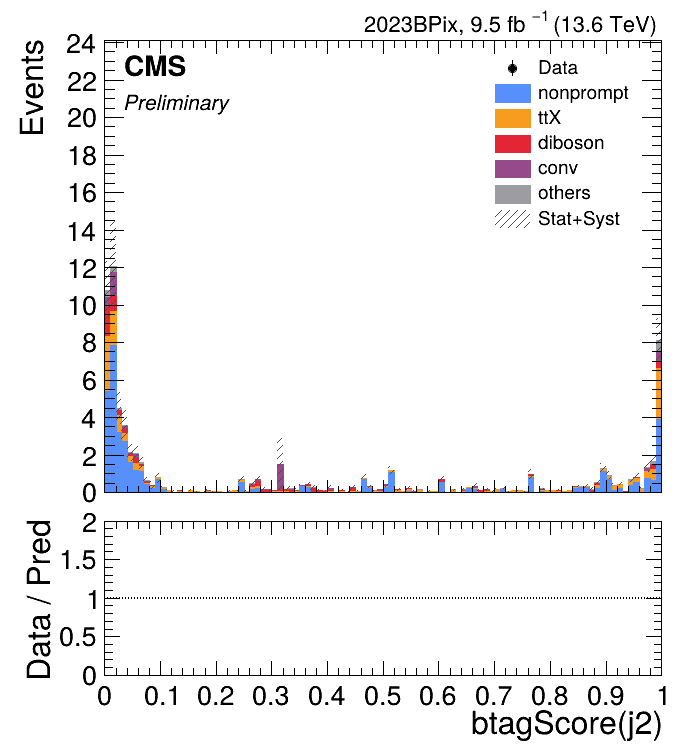 2023BPix, 9.5 fb⁻¹ (13.6 TeV)
CMS
Preliminary
Events
24
22
20
18
16
14
12
10
8
6
4
2
0
Data
nonprompt
ttX
diboson
conv
others
Stat+Syst
Data / Pred
2
1.5
1
0.5
0
0 0.1 0.2 0.3 0.4 0.5 0.6 0.7 0.8 0.9 1
btagScore(j2)